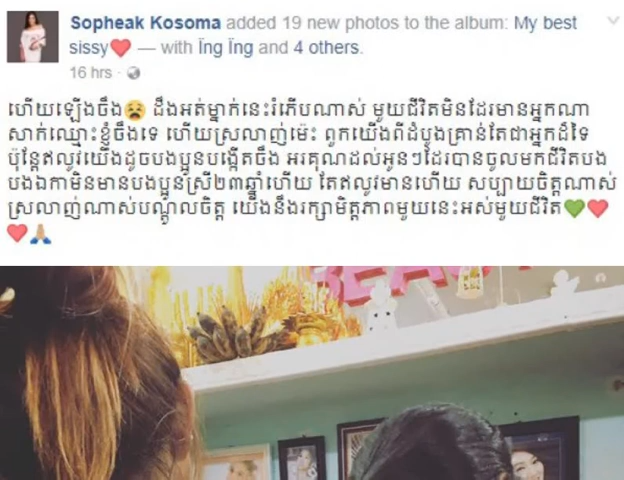 Sopheak Kosoma added 19 new photos to the album: My best
sissy❤ — with Ïng Ïng and 4 others.
16 hrs ·
ហើយឡើងចឹង😣 ដឹងអត់ម្នាក់នេះរំភើបណាស់ មួយជីវិតមិនដែរមានអ្នកណា
សាក់ឈ្មោះខ្ញុំចឹងទេ ហើយស្រលាញ់ម៉េះ ពួកយើងពីដំបូងគ្រាន់តែជាអ្នកដ៏ទៃ
ប៉ុន្តែឥលូវយើងដូចបងប្អូនបង្កើតចឹង អរគុណដល់អូនៗដែរបានចូលមកជីវិតបង
បងឯកាមិនមានបងប្អូនស្រី២៣ឆ្នាំហើយ តែឥលូវមានហើយ សប្បាយចិត្តណាស់
ស្រលាញ់ណាស់បណ្តូលចិត្ត យើងនឹងរក្សាមិត្តភាពមួយនេះអស់មួយជីវិត💚❤
❤🙏
BEAUTY